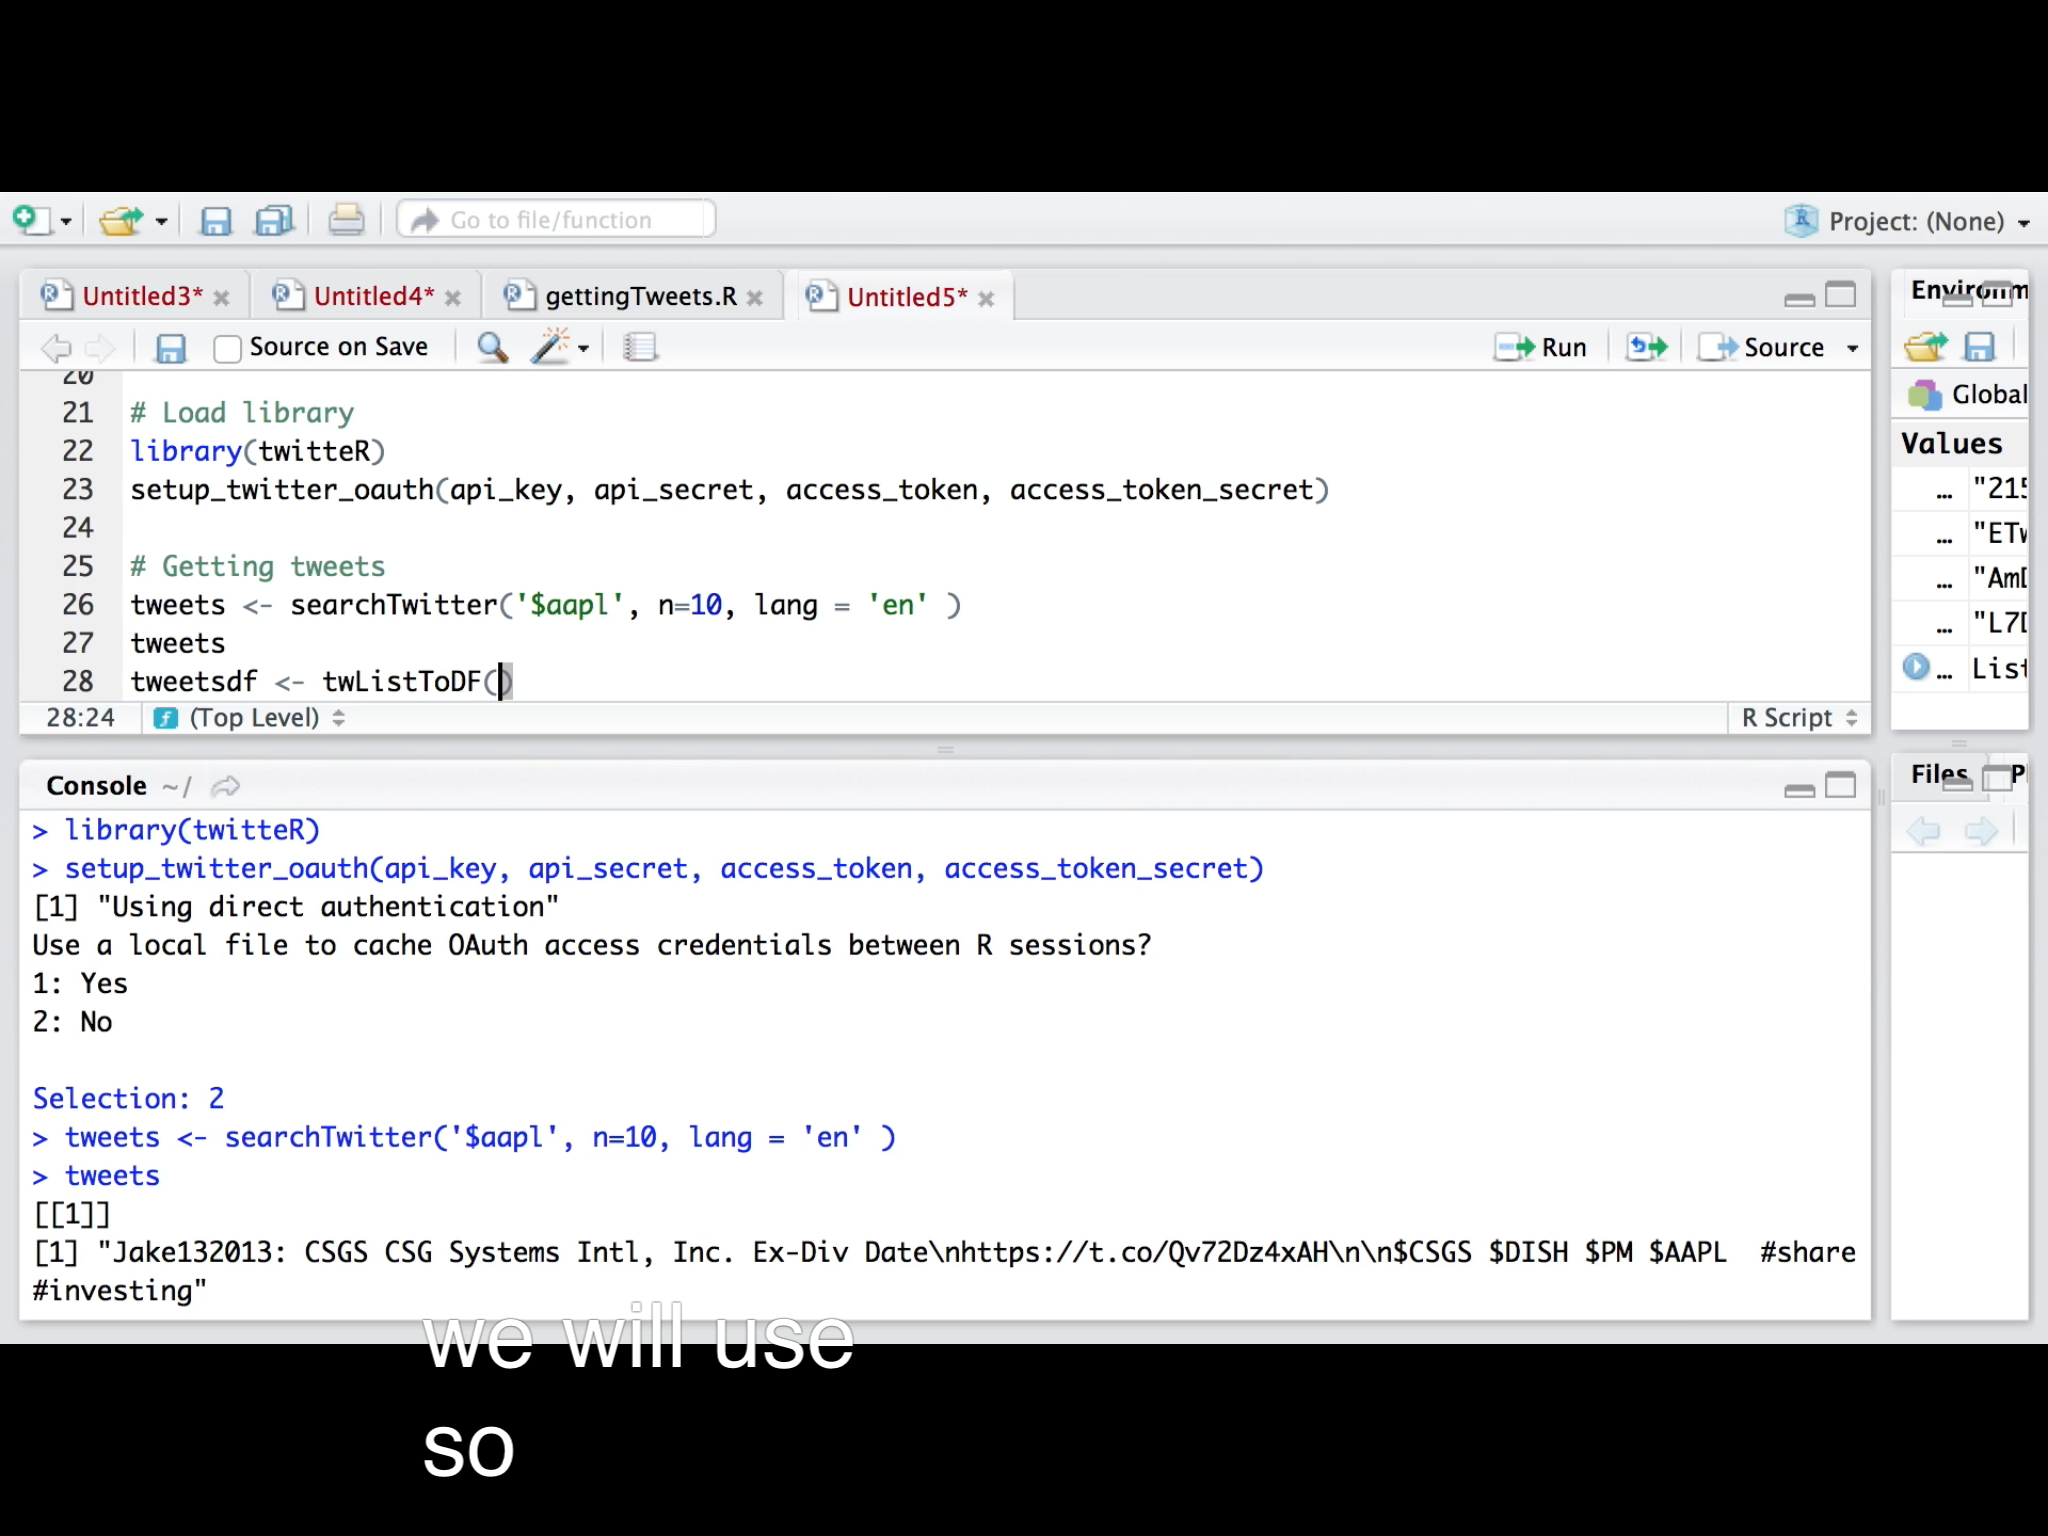 Go to file/function
Project: (None)
Untitled3*
Untitled4*
gettingTweets.R
Untitled5*
Source on Save
Run
Source
20
21 # Load library
22 library(twitteR)
23 setup_twitter_oauth(api_key, api_secret, access_token, access_token_secret)
24
25 # Getting tweets
26 tweets <- searchTwitter('$aapl', n=10, lang = 'en' )
27 tweets
28 tweetsdf <- twListToDF()
28:24 (Top Level) R Script
Console ~/
> library(twitteR)
> setup_twitter_oauth(api_key, api_secret, access_token, access_token_secret)
[1] "Using direct authentication"
Use a local file to cache OAuth access credentials between R sessions?
1: Yes
2: No
Selection: 2
> tweets <- searchTwitter('$aapl', n=10, lang = 'en' )
> tweets
[[1]]
[1] "Jake132013: CSGS CSG Systems Intl, Inc. Ex-Div Date\nhttps://t.co/Qv72Dz4xAH\n\n$CSGS $DISH $PM $AAPL  #share
#investing"
Global
Values
... "215
... "ETw
... "AmD
... "L7D
... List
Files
we will use
so